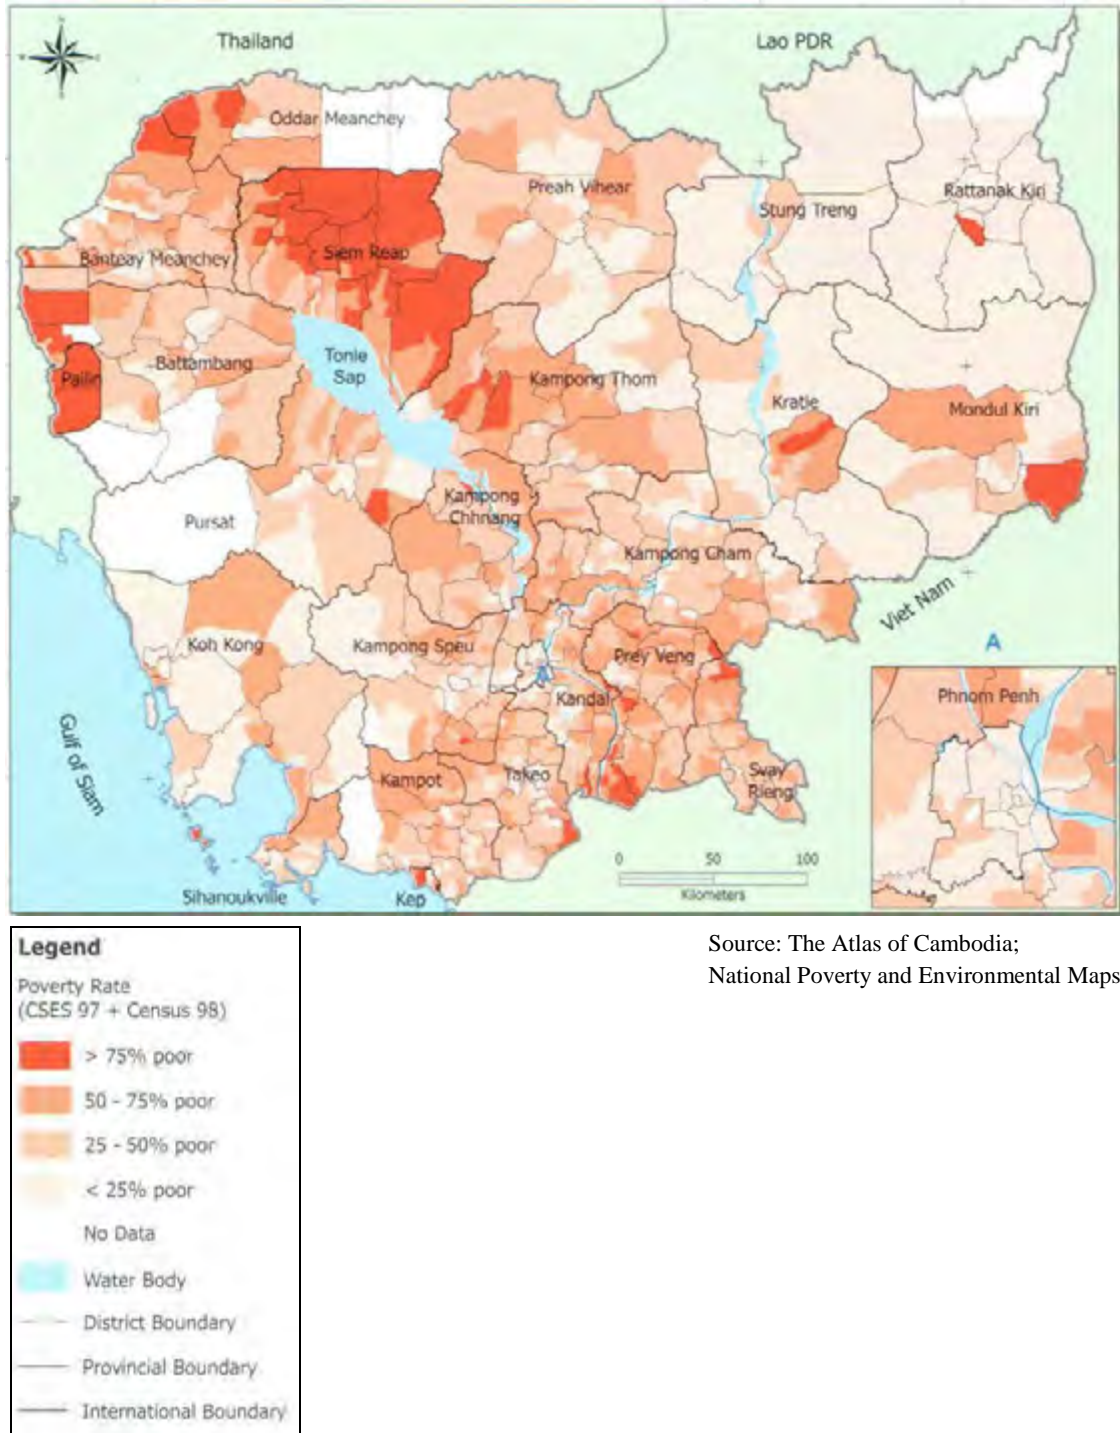 Thailand
Lao PDR
Oddar Meanchey
Preah Vihear
Stung Treng
Rattanak Kiri
Siem Reap
Banteay Meanchey
Tonle
Sap
Battambang
Pailin
Kampong Thom
Kratie
Mondul Kiri
Kampong
Chhnang
Pursat
Kampong Cham
Viet Nam
Koh Kong
Kampong Speu
Prey Veng
A
A
Kandal
Phnom Penh
Gulf of Siam
Kampot
Takeo
Svay
Rieng
0 50 100
Kilometers
Sihanoukville
Kep
Legend
Poverty Rate
(CSES 97 + Census 98)
> 75% poor
50 - 75% poor
25 - 50% poor
< 25% poor
No Data
Water Body
District Boundary
Provincial Boundary
International Boundary
Source: The Atlas of Cambodia;
National Poverty and Environmental Maps